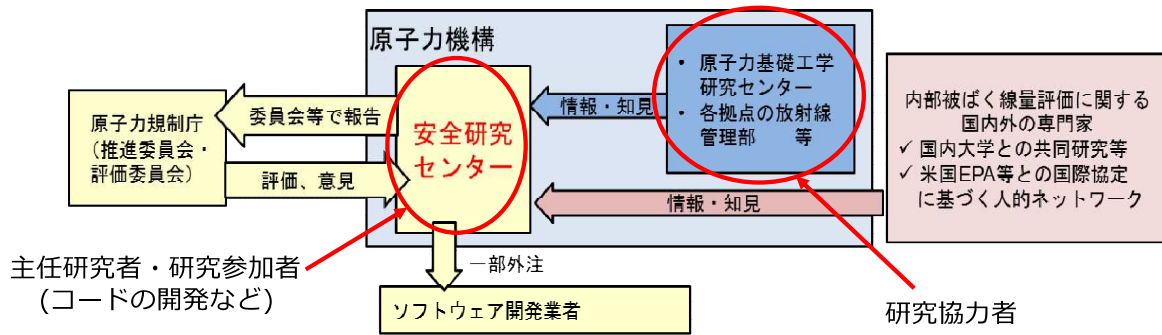 原子力機構
・ 原子力基礎工学
研究センター
・ 各拠点の放射線
管理部 等
情報・知見
安全研究
センター
委員会等で報告
評価、意見
原子力規制庁
（推進委員会・
評価委員会）
内部被ばく線量評価に関する
国内外の専門家
✓ 国内大学との共同研究等
✓ 米国EPA等との国際協定
に基づく人的ネットワーク
情報・知見
主任研究者・研究参加者
(コードの開発など)
一部外注
ソフトウェア開発業者
研究協力者